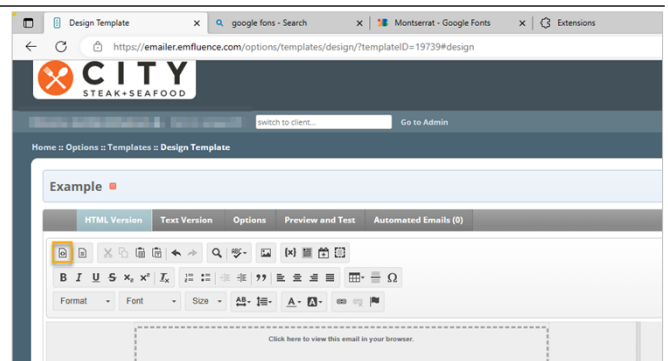 Design Template
google fons - Search
Montserrat - Google Fonts
Extensions
https://emailer.emfluence.com/options/templates/design/?templateID=19739#design
CITY
STEAK+SEAFOOD
switch to client...
Go to Admin
Home :: Options :: Templates :: Design Template
Example
HTML Version Text Version Options Preview and Test Automated Emails (0)
B I U S x₂ x² Tx
Format Font Size
Click here to view this email in your browser.